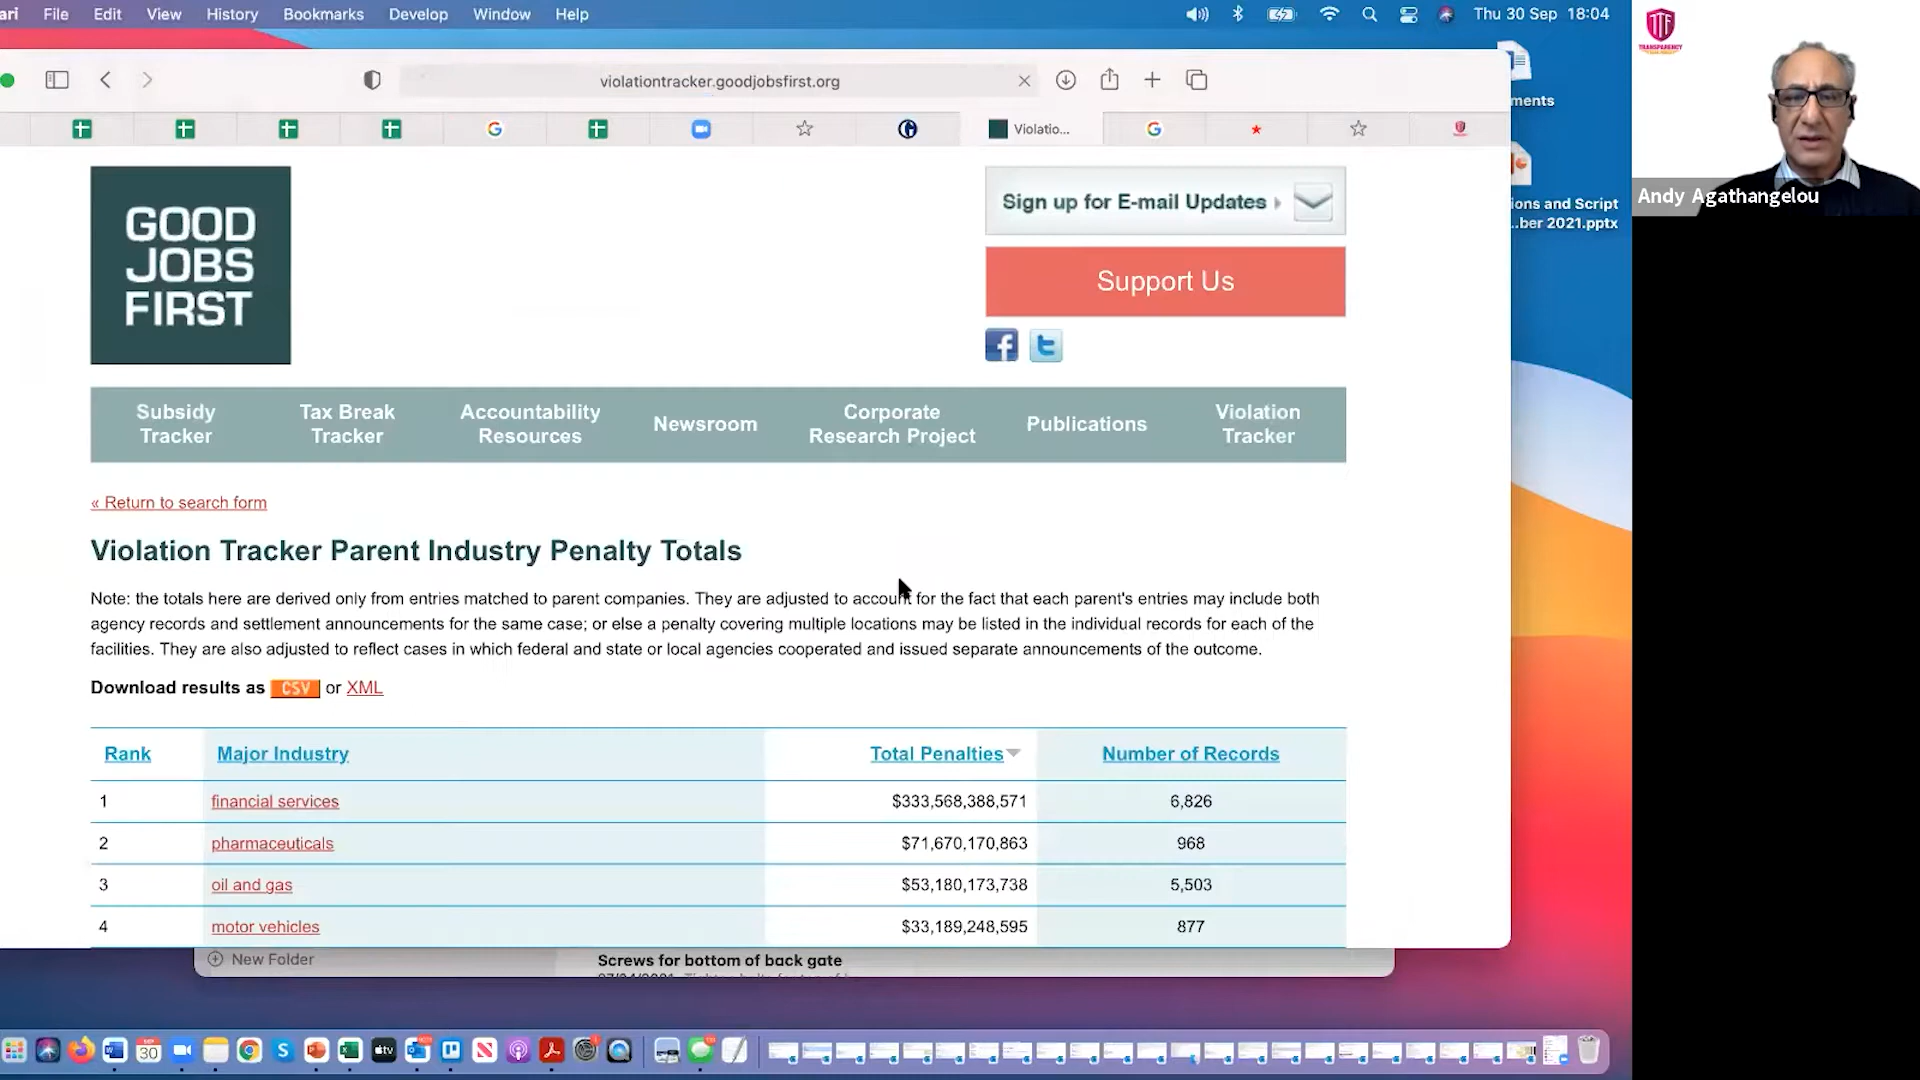 ari File Edit View History Bookmarks Develop Window Help
Thu 30 Sep 18:04
violationtracker.goodjobsfirst.org
Violatio...
TTF
TRANSPARENCY
Andy Agathangelou
ments
ions and Script
...ber 2021.pptx
GOOD
JOBS
FIRST
Sign up for E-mail Updates
Support Us
Subsidy Tracker
Tax Break Tracker
Accountability Resources
Newsroom
Corporate Research Project
Publications
Violation Tracker
« Return to search form
Violation Tracker Parent Industry Penalty Totals
Note: the totals here are derived only from entries matched to parent companies. They are adjusted to account for the fact that each parent's entries may include both
agency records and settlement announcements for the same case; or else a penalty covering multiple locations may be listed in the individual records for each of the
facilities. They are also adjusted to reflect cases in which federal and state or local agencies cooperated and issued separate announcements of the outcome.
Download results as CSV or XML
Rank Major Industry Total Penalties Number of Records
1 financial services $333,568,388,571 6,826
2 pharmaceuticals $71,670,170,863 968
3 oil and gas $53,180,173,738 5,503
4 motor vehicles $33,189,248,595 877
New Folder
Screws for bottom of back gate
30
tv